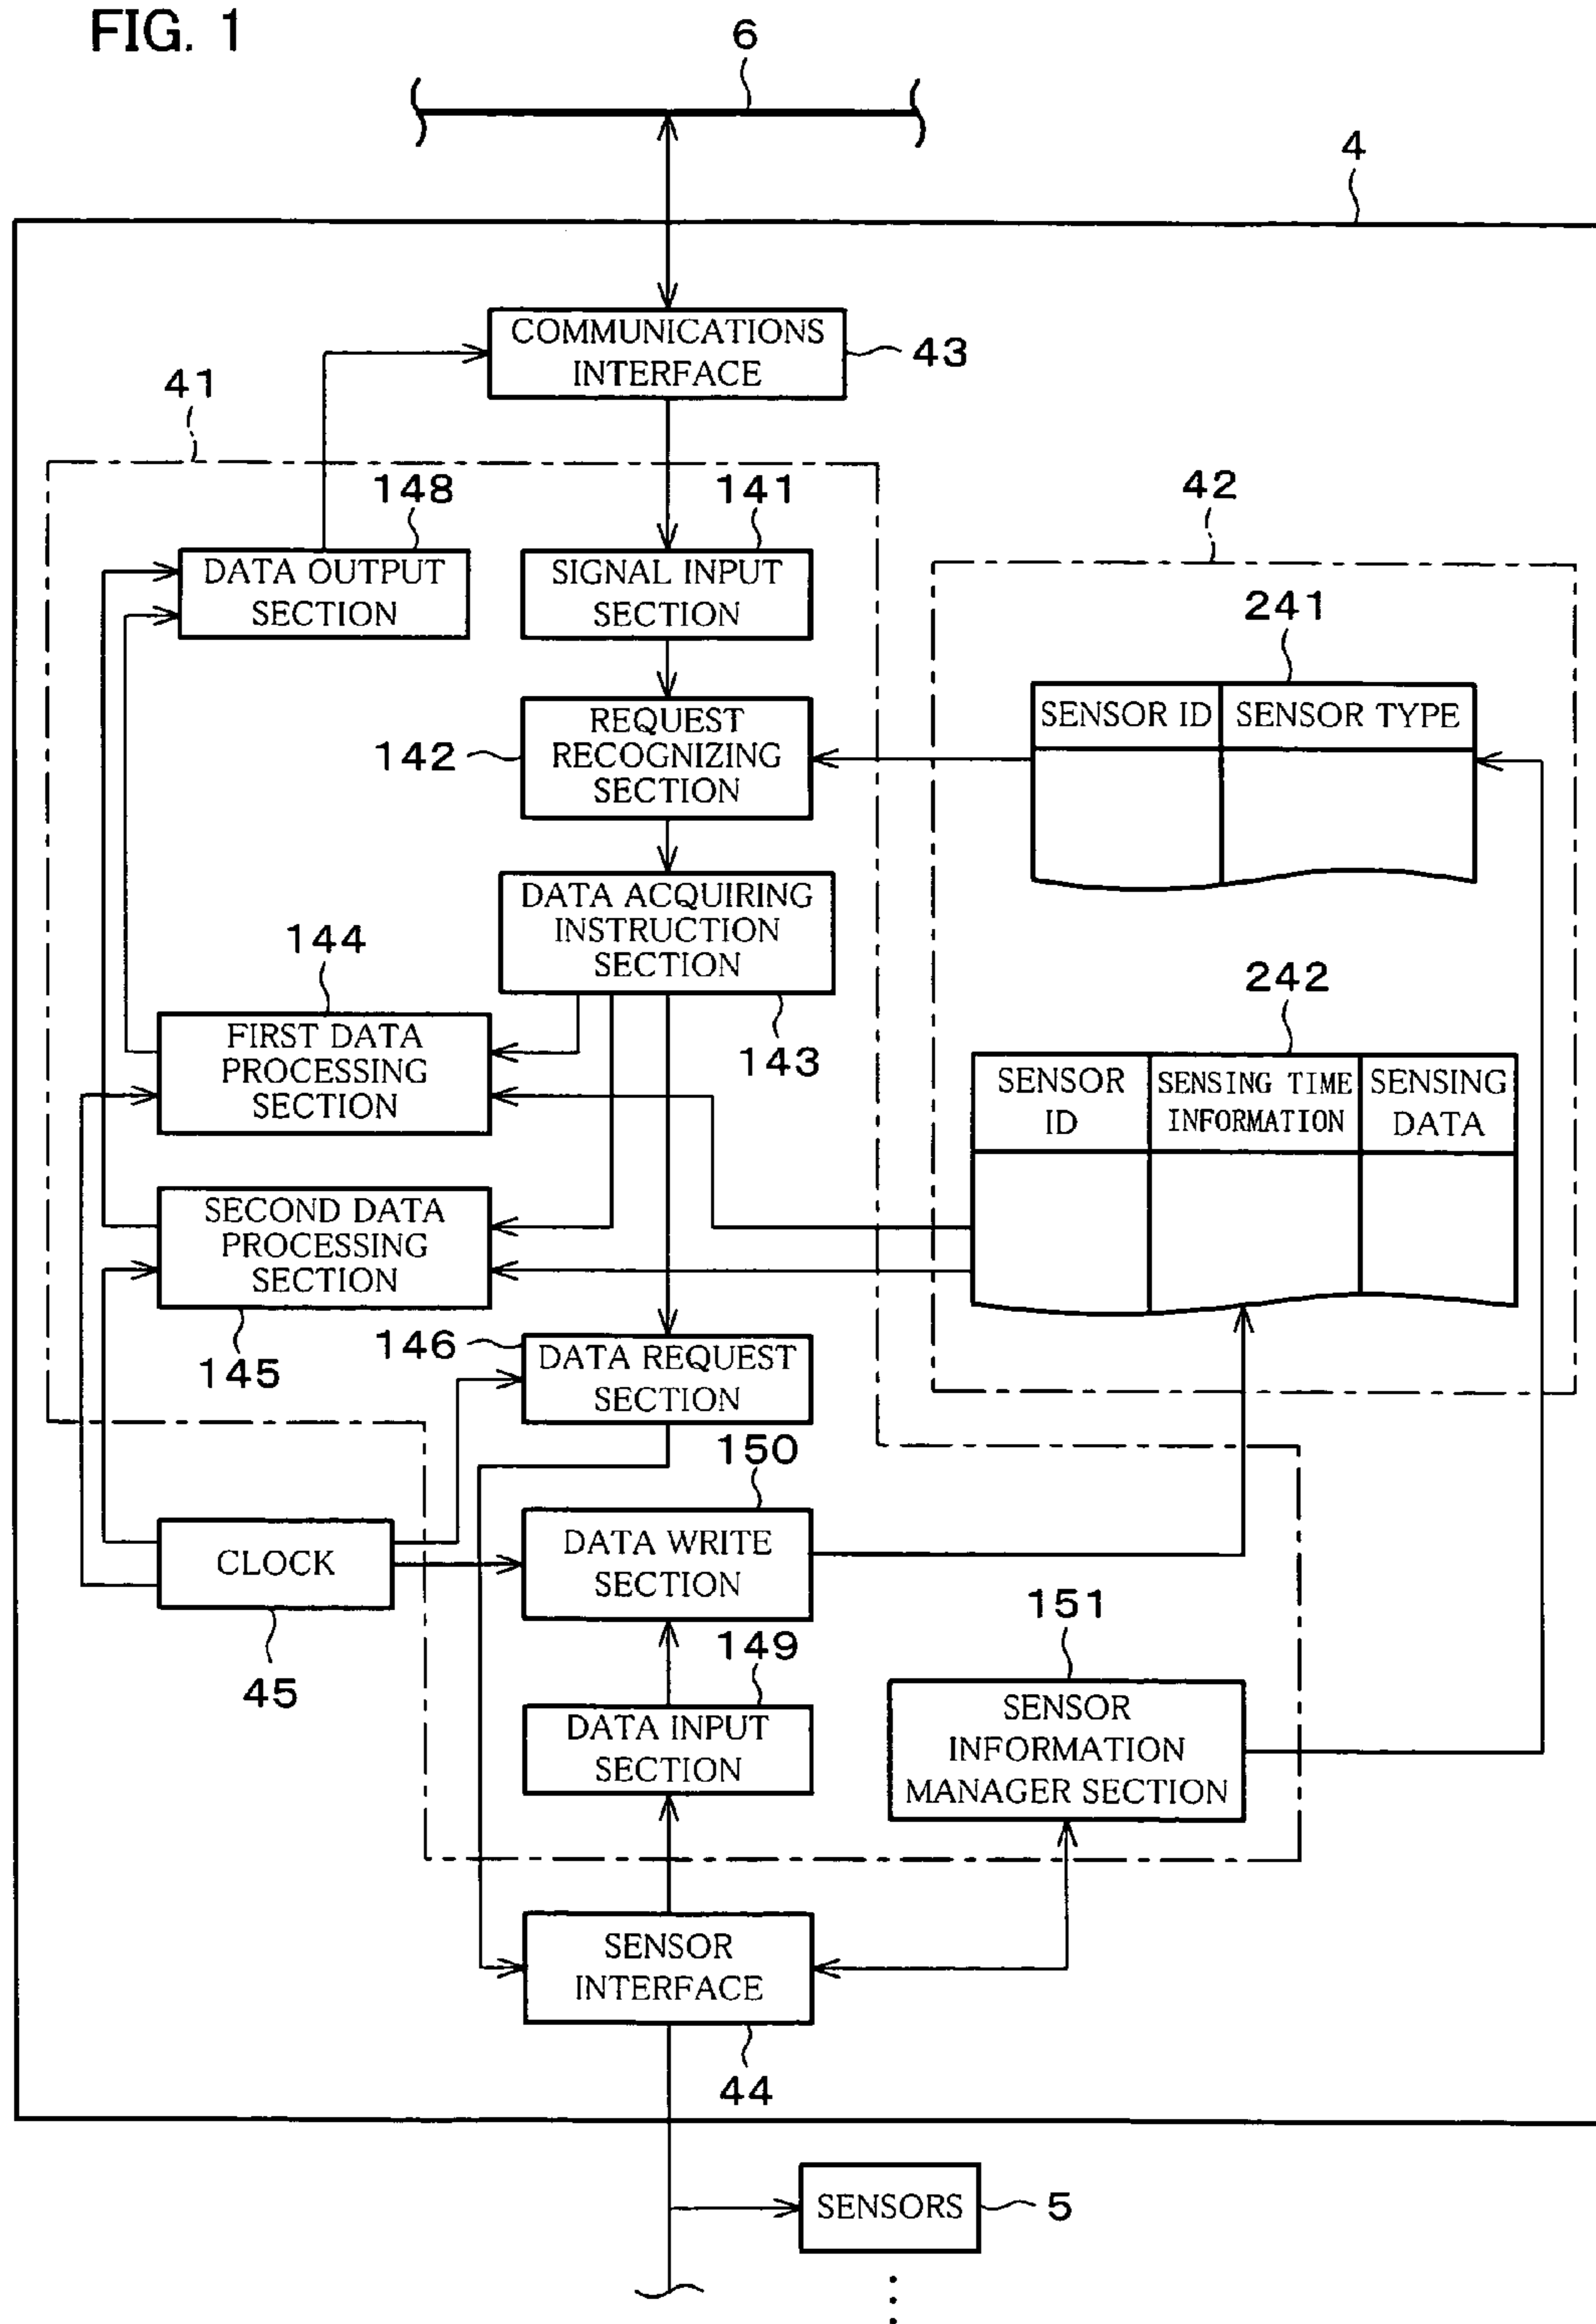 FIG. 1
6
4
COMMUNICATIONS
INTERFACE
43
41
148
141
42
DATA OUTPUT
SECTION
SIGNAL INPUT
SECTION
241
SENSOR ID
SENSOR TYPE
REQUEST
RECOGNIZING
SECTION
142
DATA ACQUIRING
INSTRUCTION
SECTION
143
144
FIRST DATA
PROCESSING
SECTION
242
SENSOR
ID
SENSING TIME
INFORMATION
SENSING
DATA
SECOND DATA
PROCESSING
SECTION
145
146
DATA REQUEST
SECTION
150
DATA WRITE
SECTION
CLOCK
45
149
DATA INPUT
SECTION
151
SENSOR
INFORMATION
MANAGER SECTION
SENSOR
INTERFACE
44
SENSORS
5